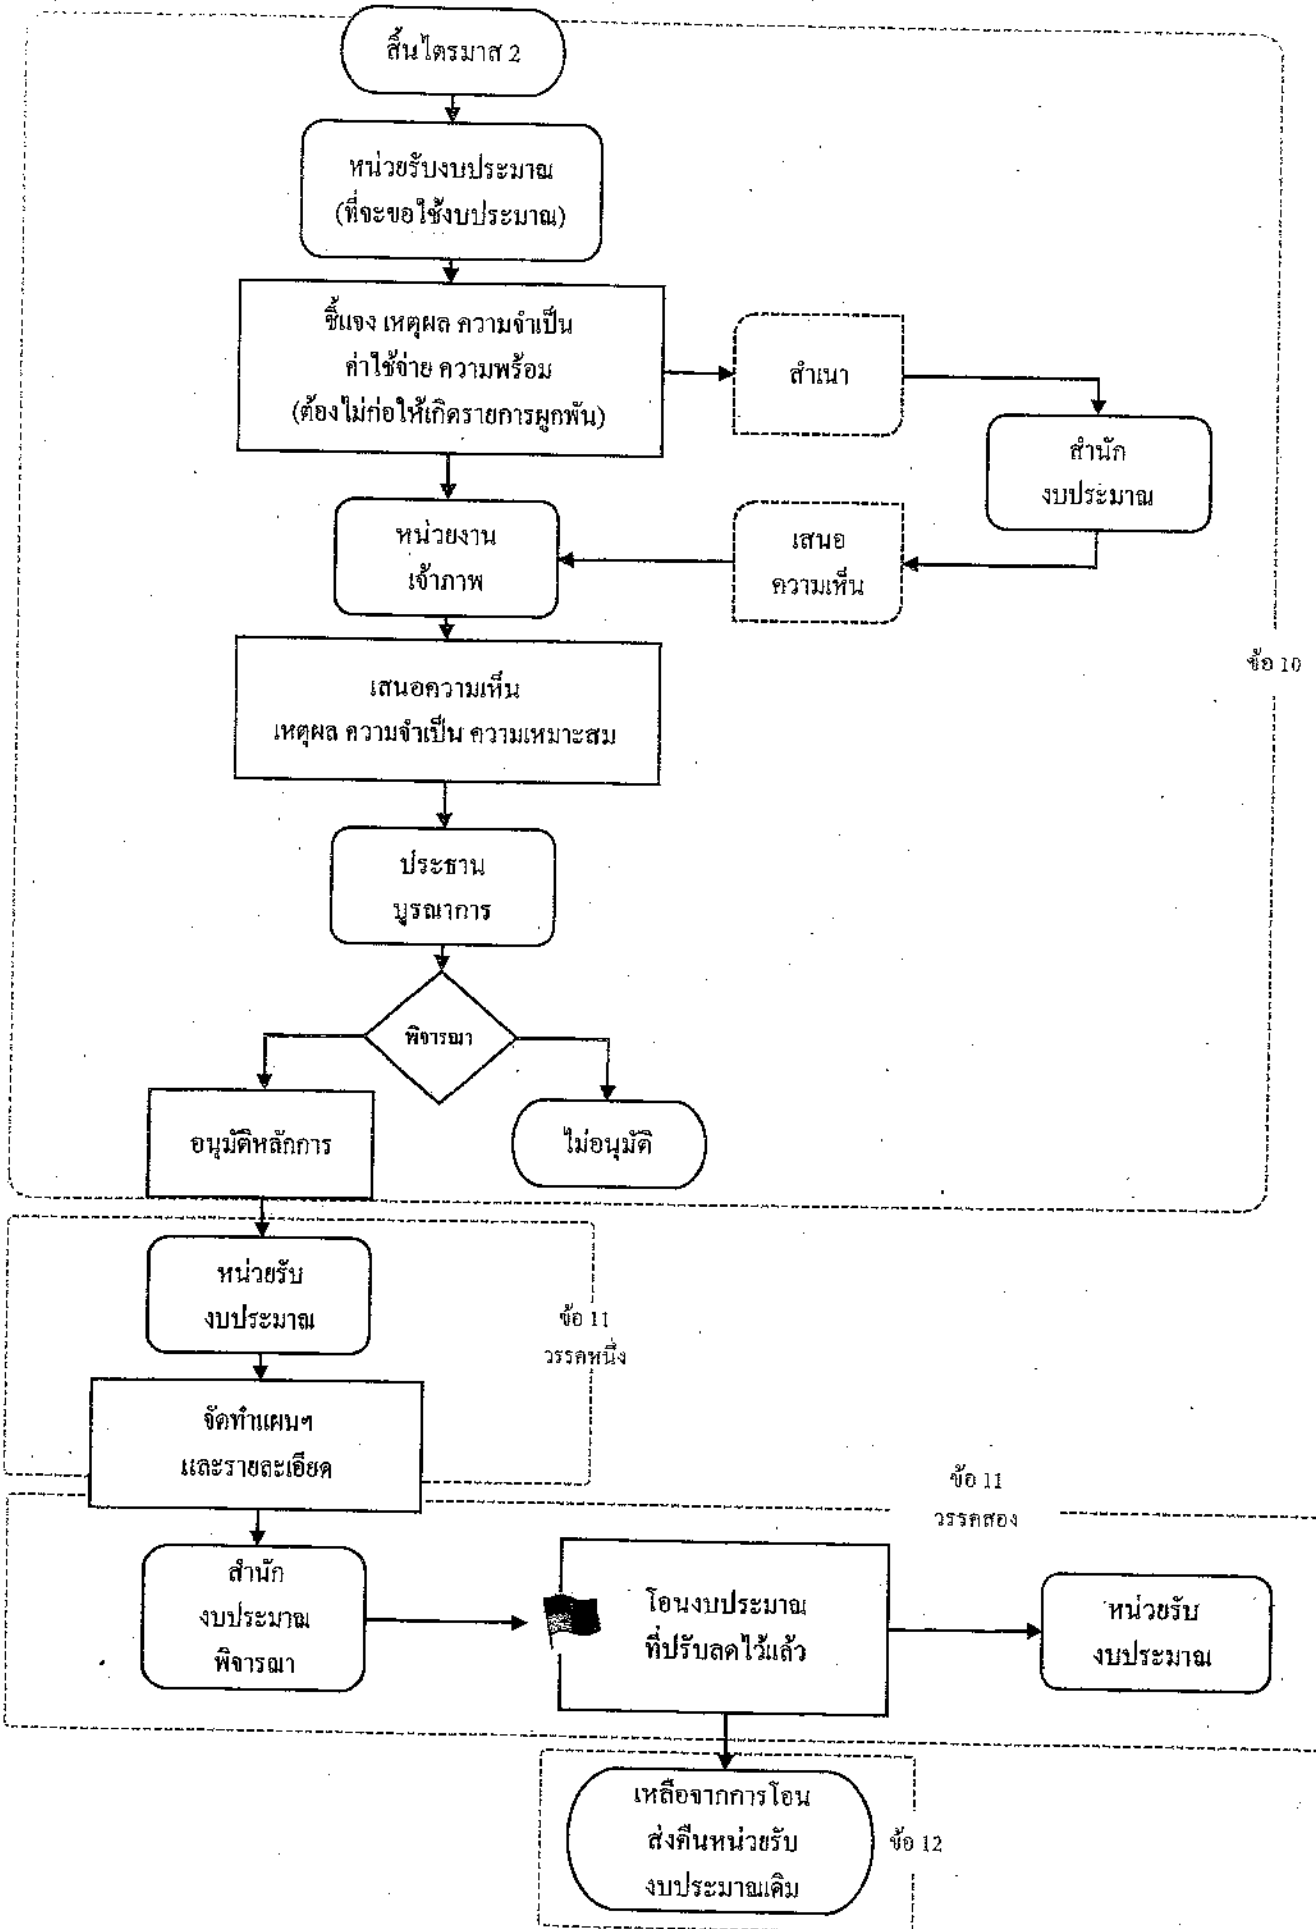 สิ้นไตรมาส 2
หน่วยรับงบประมาณ
(ที่จะขอใช้งบประมาณ)
ชี้แจง เหตุผล ความจำเป็น
ค่าใช้จ่าย ความพร้อม
(ต้องไม่ก่อให้เกิดรายการผูกพัน)
สำเนา
สำนัก
งบประมาณ
หน่วยงาน
เจ้าภาพ
เสนอ
ความเห็น
เสนอความเห็น
เหตุผล ความจำเป็น ความเหมาะสม
ข้อ 10
ประธาน
บูรณาการ
พิจารณา
อนุมัติหลักการ
ไม่อนุมัติ
หน่วยรับ
งบประมาณ
ข้อ 11
วรรคหนึ่ง
จัดทำแผนฯ
และรายละเอียด
ข้อ 11
วรรคสอง
สำนัก
งบประมาณ
พิจารณา
โอนงบประมาณ
ที่ปรับลดไว้แล้ว
หน่วยรับ
งบประมาณ
เหลือจากการโอน
ส่งคืนหน่วยรับ
งบประมาณเดิม
ข้อ 12